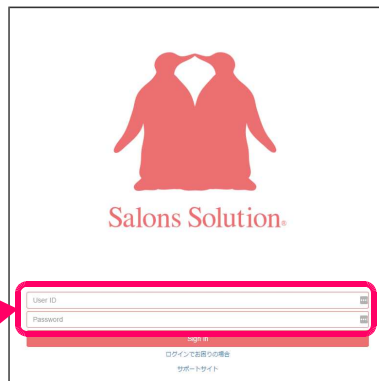 Salons Solution®
User ID
Password
Sign In
ログインでお困りの場合
サポートサイト